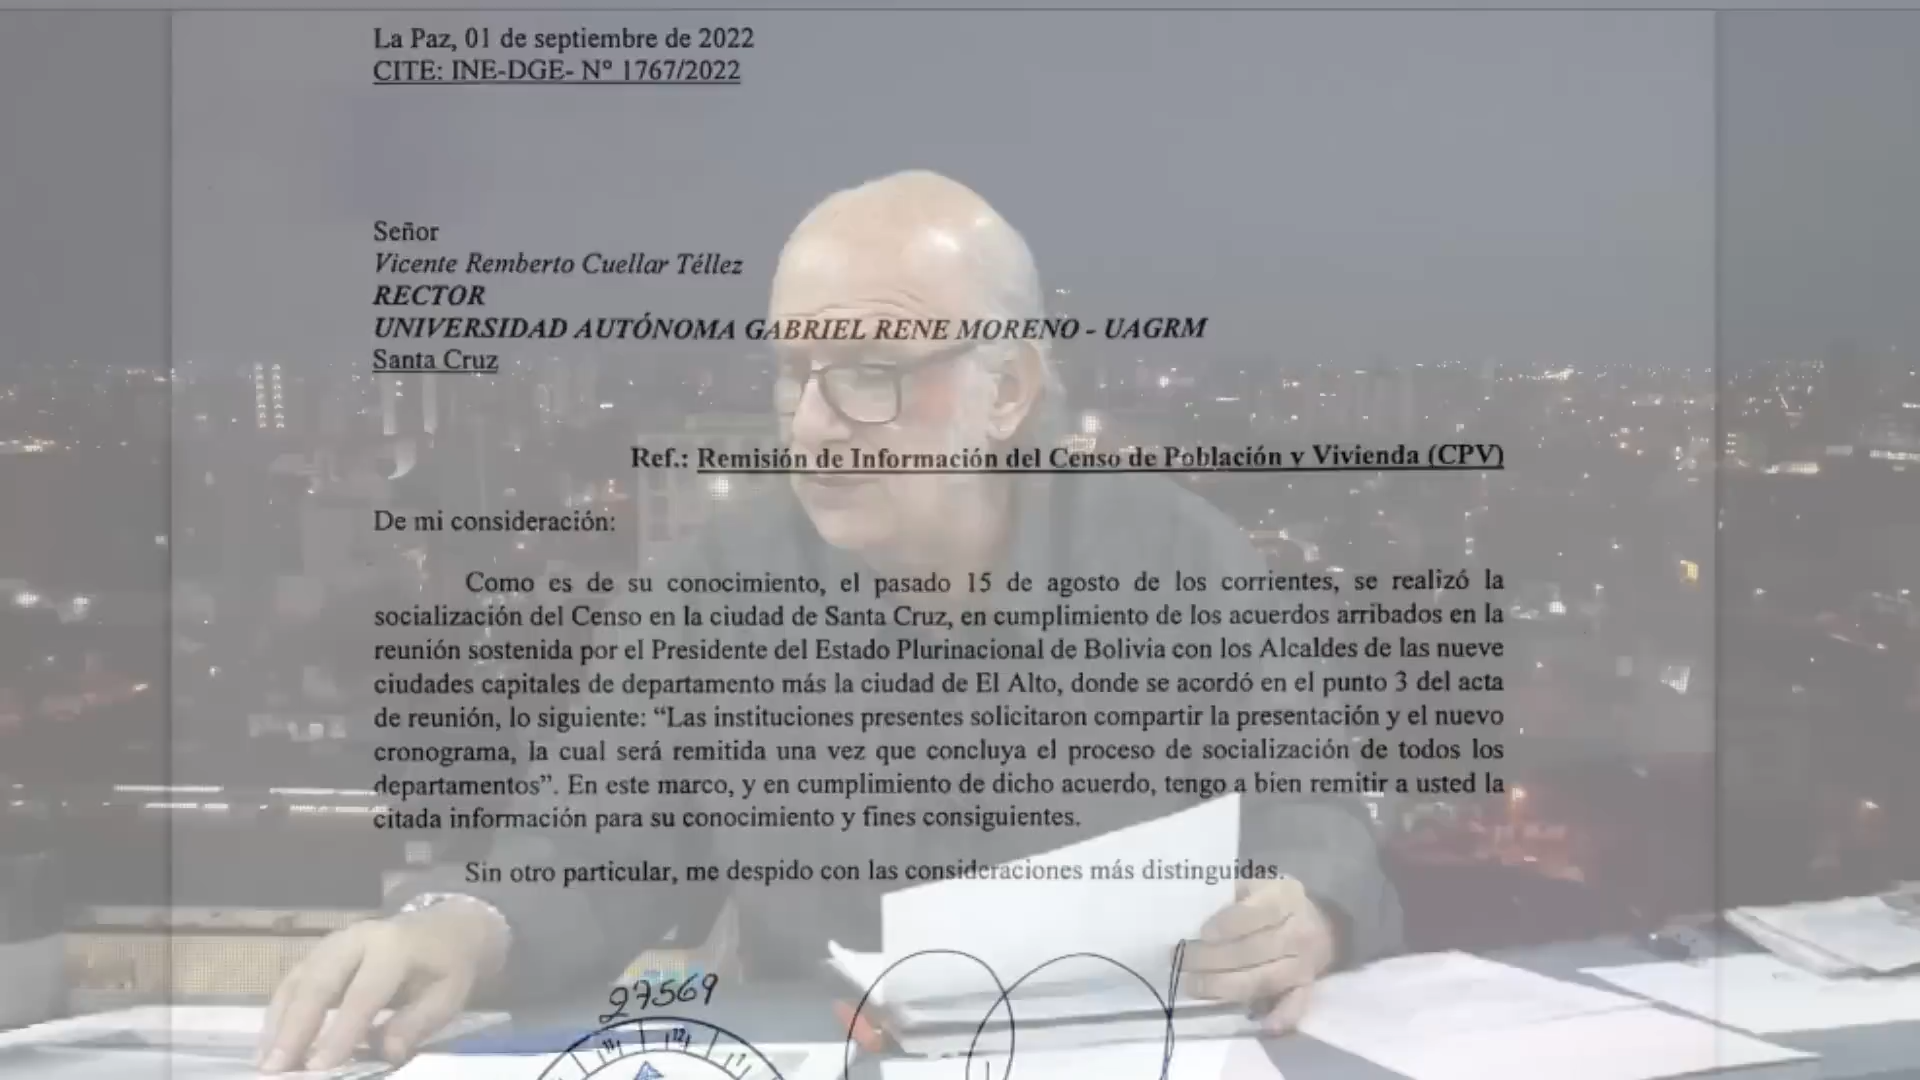 La Paz, 01 de septiembre de 2022
CITE: INE-DGE- Nº 1767/2022
Señor
Vicente Remberto Cuellar Téllez
RECTOR
UNIVERSIDAD AUTÓNOMA GABRIEL RENE MORENO - UAGRM
Santa Cruz
Ref.: Remisión de Información del Censo de Población y Vivienda (CPV)
De mi consideración:
Como es de su conocimiento, el pasado 15 de agosto de los corrientes, se realizó la
socialización del Censo en la ciudad de Santa Cruz, en cumplimiento de los acuerdos arribados en la
reunión sostenida por el Presidente del Estado Plurinacional de Bolivia con los Alcaldes de las nueve
ciudades capitales de departamento más la ciudad de El Alto, donde se acordó en el punto 3 del acta
de reunión, lo siguiente: “Las instituciones presentes solicitaron compartir la presentación y el nuevo
cronograma, la cual será remitida una vez que concluya el proceso de socialización de todos los
departamentos”. En este marco, y en cumplimiento de dicho acuerdo, tengo a bien remitir a usted la
citada información para su conocimiento y fines consiguientes.
Sin otro particular, me despido con las consideraciones más distinguidas.
27569
11 12 1